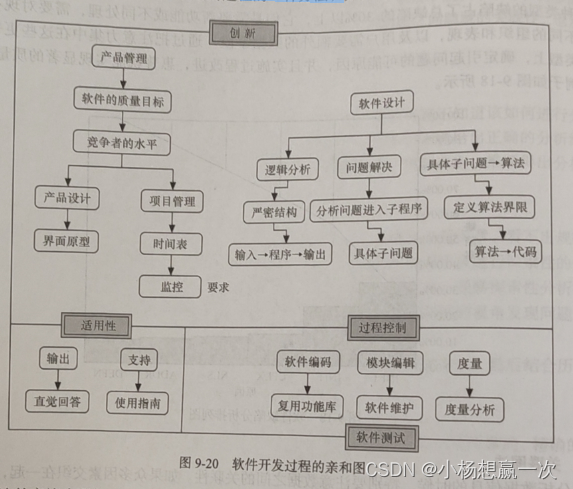 创新
产品管理
软件的质量目标
软件设计
竞争者的水平
逻辑分析
问题解决
具体子问题→算法
产品设计
项目管理
严密结构
分析问题进入子程序
定义算法界限
界面原型
时间表
输入→程序→输出
具体子问题
算法→代码
监控
要求
适用性
过程控制
输出
支持
软件编码
模块编辑
度量
直觉回答
使用指南
复用功能库
软件维护
度量分析
软件测试
图 9-20 软件开发过程的亲和图
CSDN @小杨想赢一次